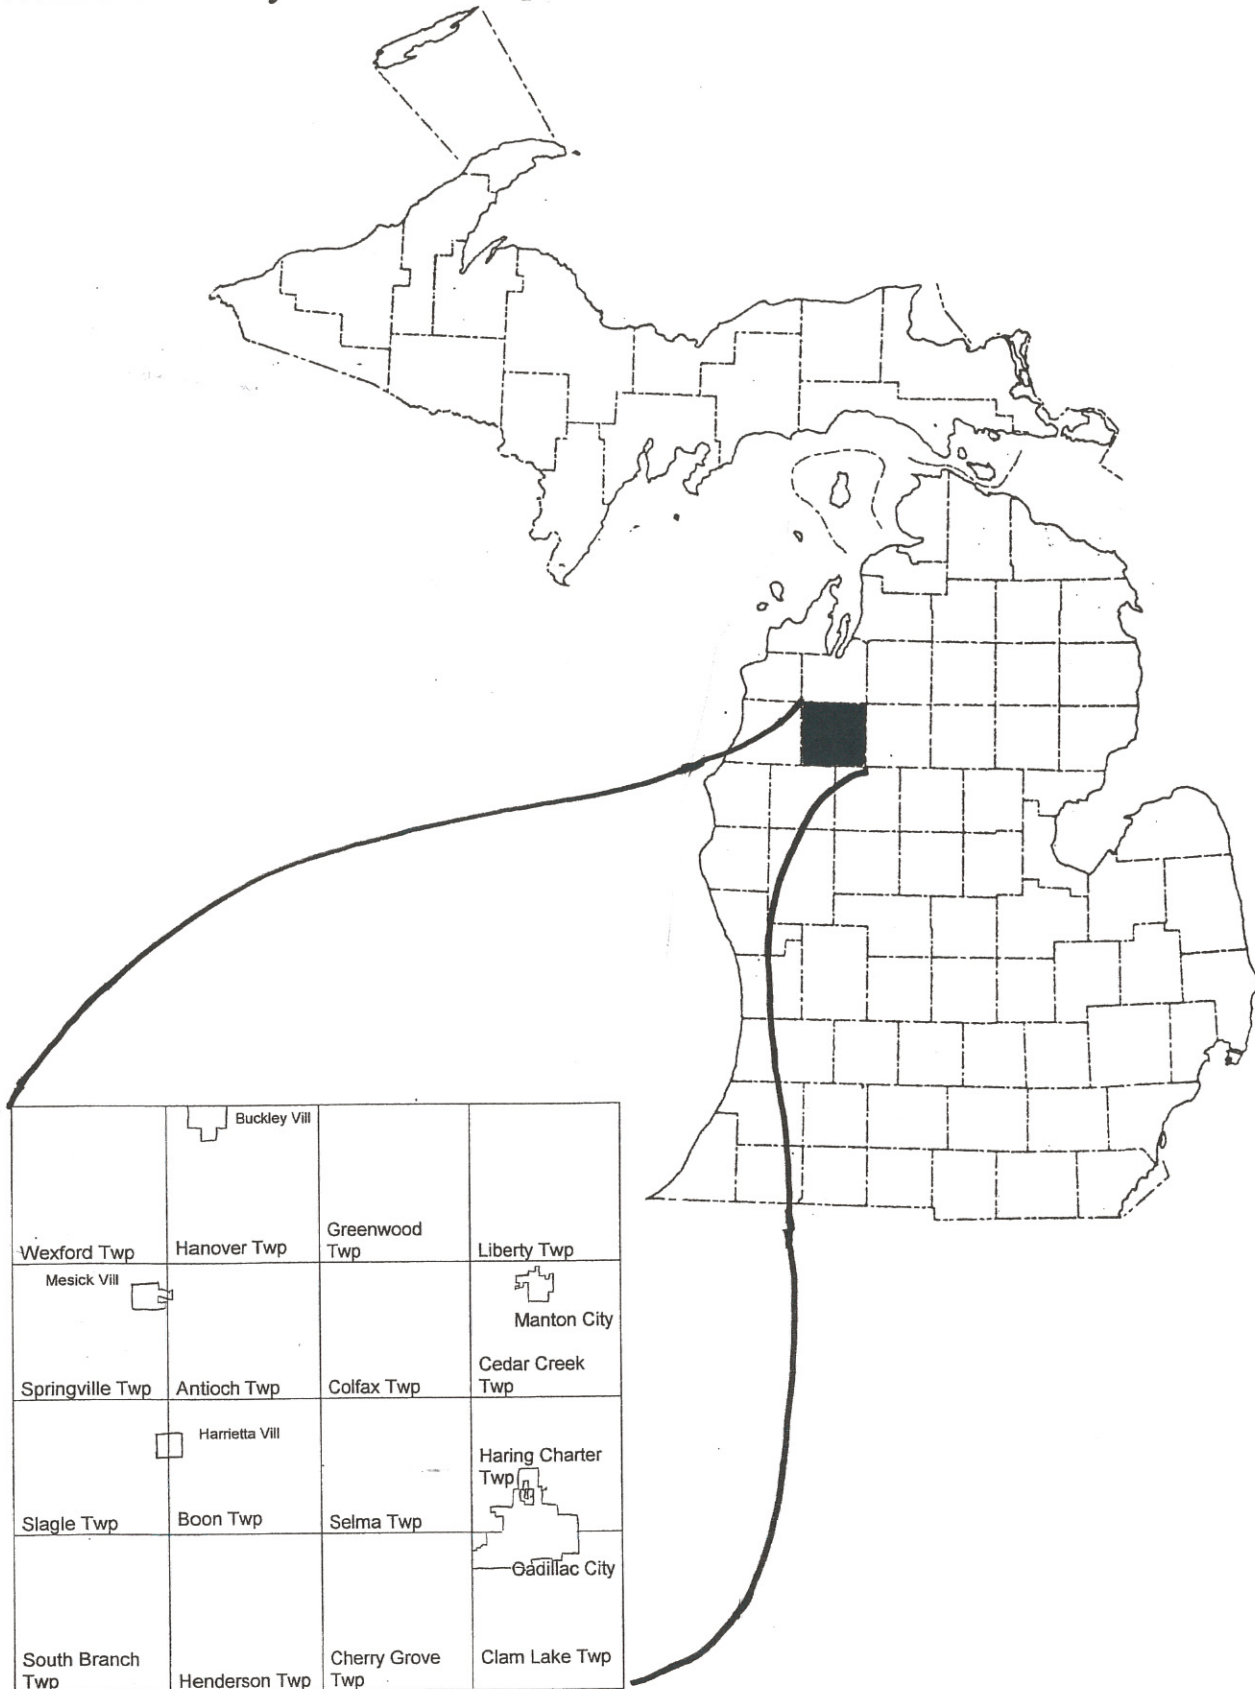 Buckley Vill
Wexford Twp
Hanover Twp
Greenwood
Twp
Liberty Twp
Mesick Vill
Manton City
Springville Twp
Antioch Twp
Colfax Twp
Cedar Creek
Twp
Harrietta Vill
Haring Charter
Twp
Slagle Twp
Boon Twp
Selma Twp
Cadillac City
South Branch
Twp
Henderson Twp
Cherry Grove
Twp
Clam Lake Twp